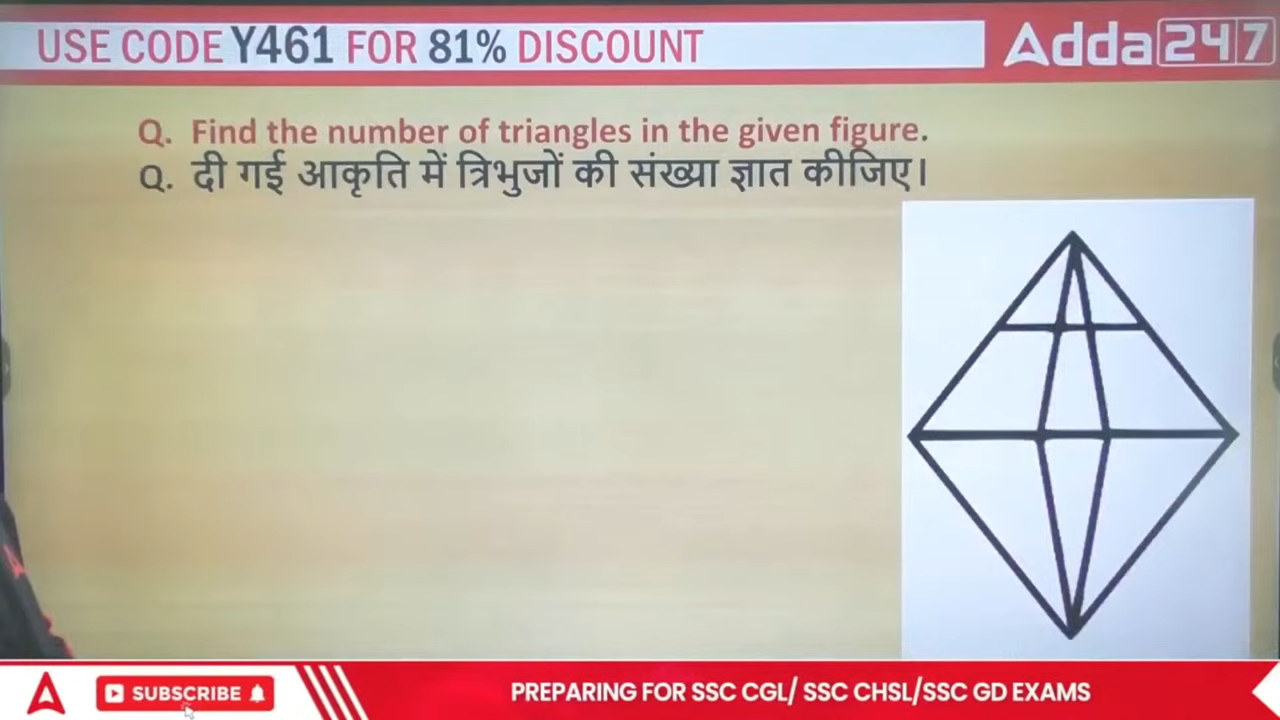 USE CODE Y461 FOR 81% DISCOUNT
Adda247
Q. Find the number of triangles in the given figure.
Q. दी गई आकृति में त्रिभुजों की संख्या ज्ञात कीजिए।
SUBSCRIBE
PREPARING FOR SSC CGL/ SSC CHSL/SSC GD EXAMS